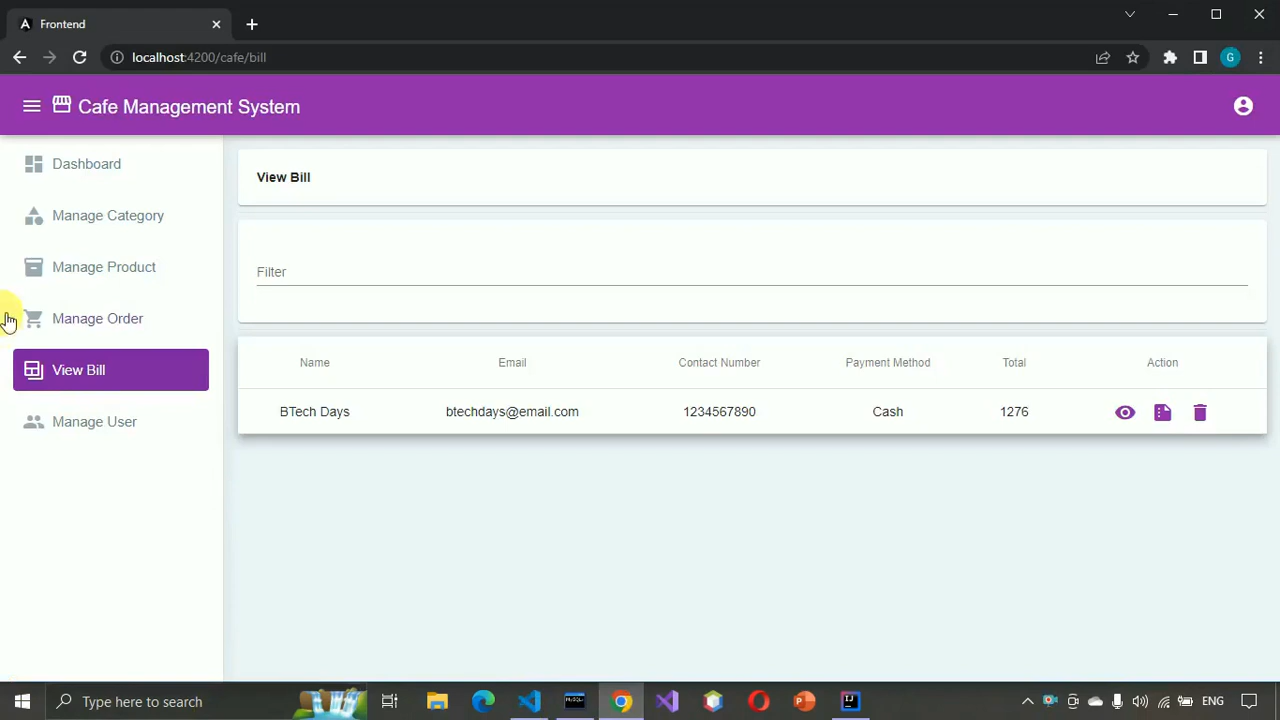 Frontend
localhost:4200/cafe/bill
G
Cafe Management System
Dashboard
Manage Category
Manage Product
Manage Order
View Bill
Manage User
View Bill
Filter
Name Email Contact Number Payment Method Total Action
BTech Days btechdays@email.com 1234567890 Cash 1276
Type here to search
ENG